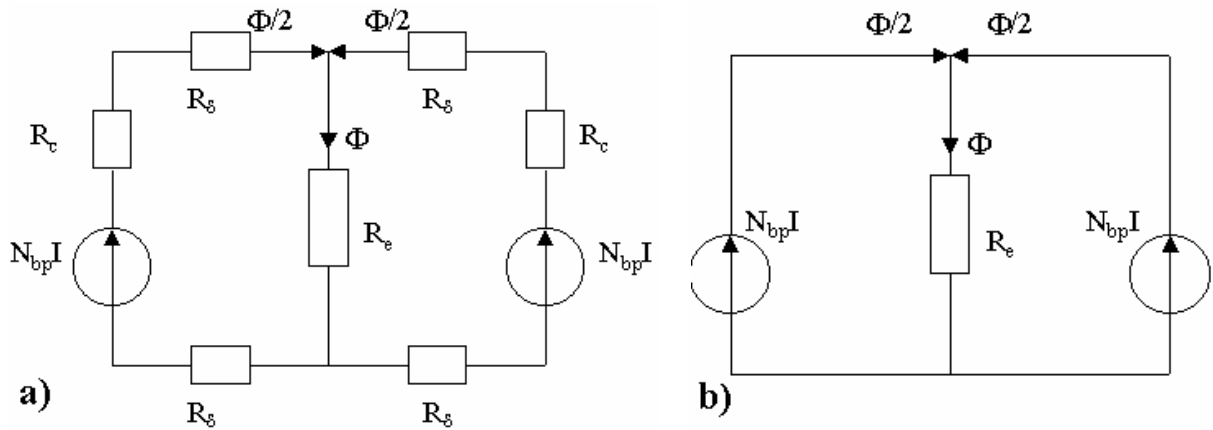 Φ/2 Φ/2
R_δ R_δ
R_c R_c
Φ
N_bpI R_e N_bpI
R_δ R_δ
a)
Φ/2 Φ/2
Φ
N_bpI R_e N_bpI
b)